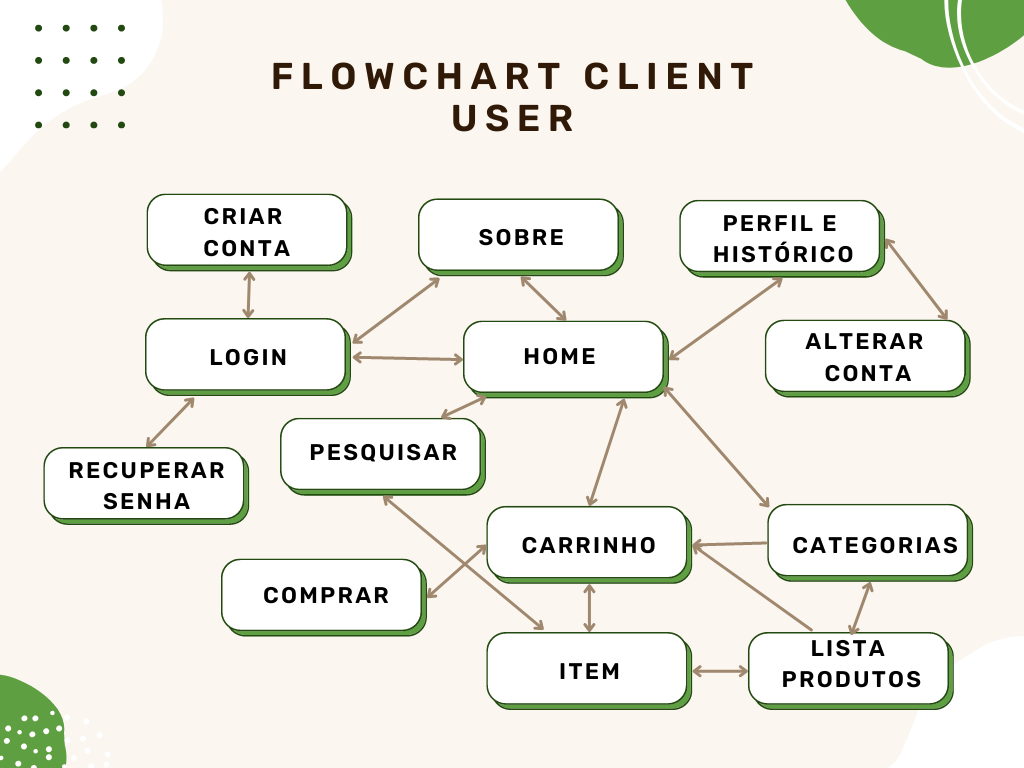 FLOWCHART CLIENT
USER
CRIAR
CONTA
SOBRE
PERFIL E
HISTÓRICO
LOGIN
HOME
ALTERAR
CONTA
PESQUISAR
RECUPERAR
SENHA
CARRINHO
CATEGORIAS
COMPRAR
ITEM
LISTA
PRODUTOS